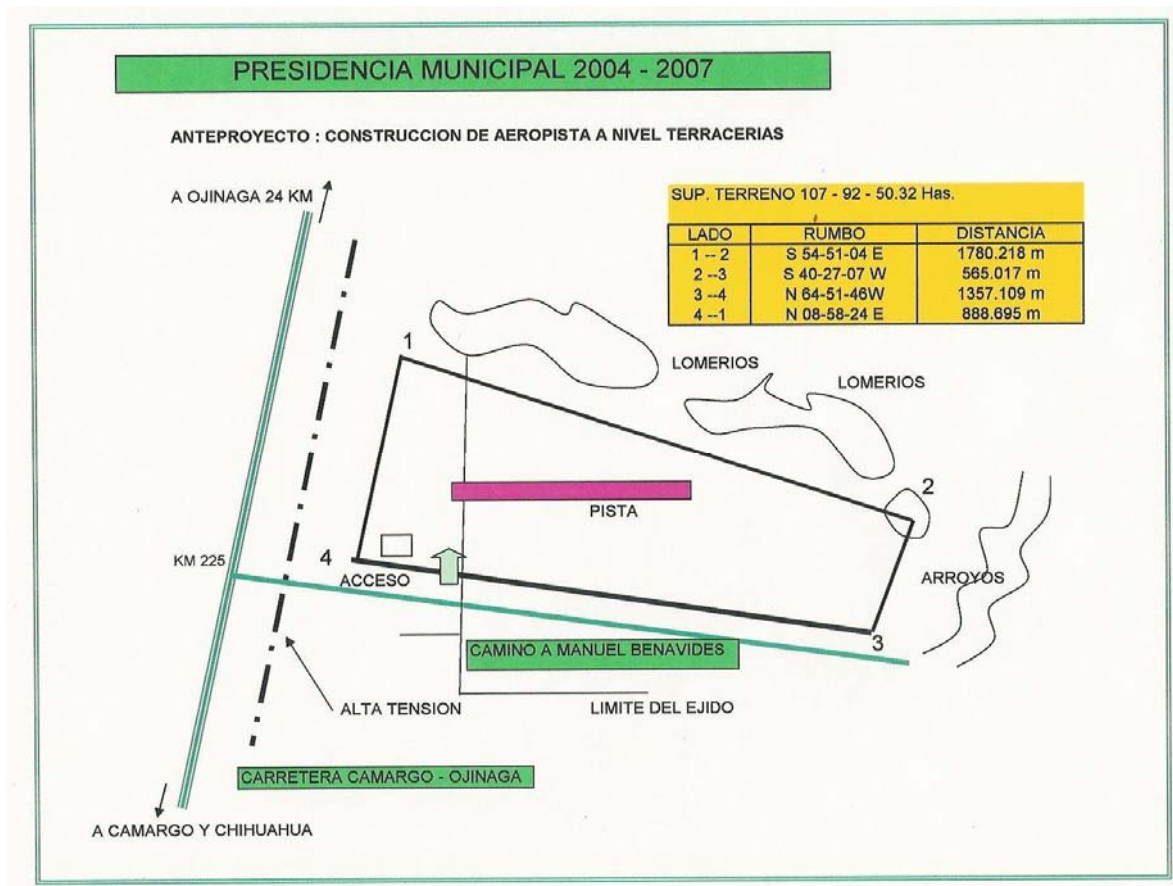 PRESIDENCIA MUNICIPAL 2004 - 2007
ANTEPROYECTO : CONSTRUCCION DE AEROPISTA A NIVEL TERRACERIAS
A OJINAGA 24 KM
SUP. TERRENO 107 - 92 - 50.32 Has.
LADO RUMBO DISTANCIA
1 -- 2 S 54-51-04 E 1780.218 m
2 --3 S 40-27-07 W 565.017 m
3 --4 N 64-51-46W 1357.109 m
4 --1 N 08-58-24 E 888.695 m
1
LOMERIOS
LOMERIOS
2
PISTA
KM 225
4
ACCESO
ARROYOS
3
CAMINO A MANUEL BENAVIDES
ALTA TENSION
LIMITE DEL EJIDO
CARRETERA CAMARGO - OJINAGA
A CAMARGO Y CHIHUAHUA